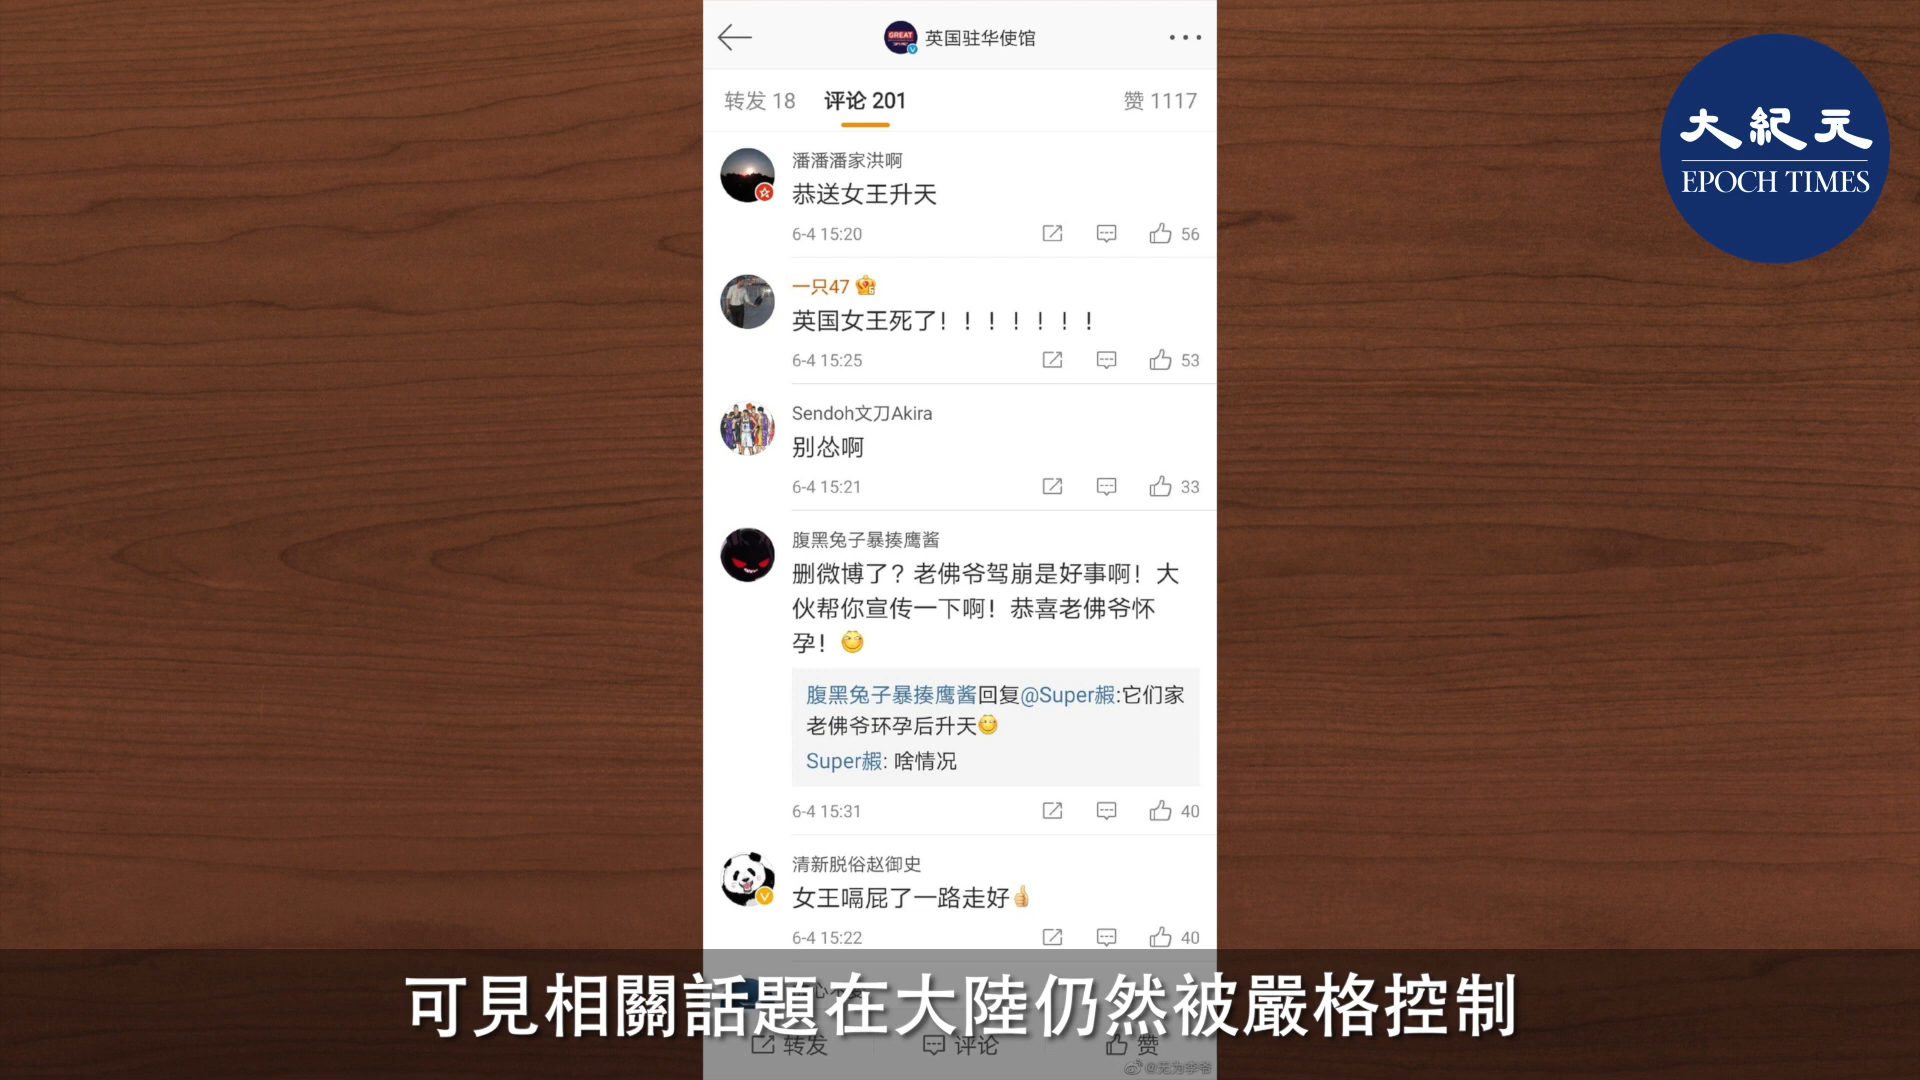 GREAT
英国驻华使馆
转发 18
评论 201
赞 1117
大紀元
EPOCH TIMES
潘潘潘家洪啊
恭送女王升天
6-4 15:20
56
一只47
英国女王死了！！！！！！！
6-4 15:25
53
Sendoh文刀Akira
别怂啊
6-4 15:21
33
腹黑兔子暴揍鹰酱
删微博了？老佛爷驾崩是好事啊！大
伙帮你宣传一下啊！恭喜老佛爷怀
孕！
腹黑兔子暴揍鹰酱回复@Super赮:它们家
老佛爷环孕后升天
Super赮: 啥情况
6-4 15:31
40
清新脱俗赵御史
女王嗝屁了一路走好
6-4 15:22
40
可見相關話題在大陸仍然被嚴格控制
转发
评论
赞
@无为李爷